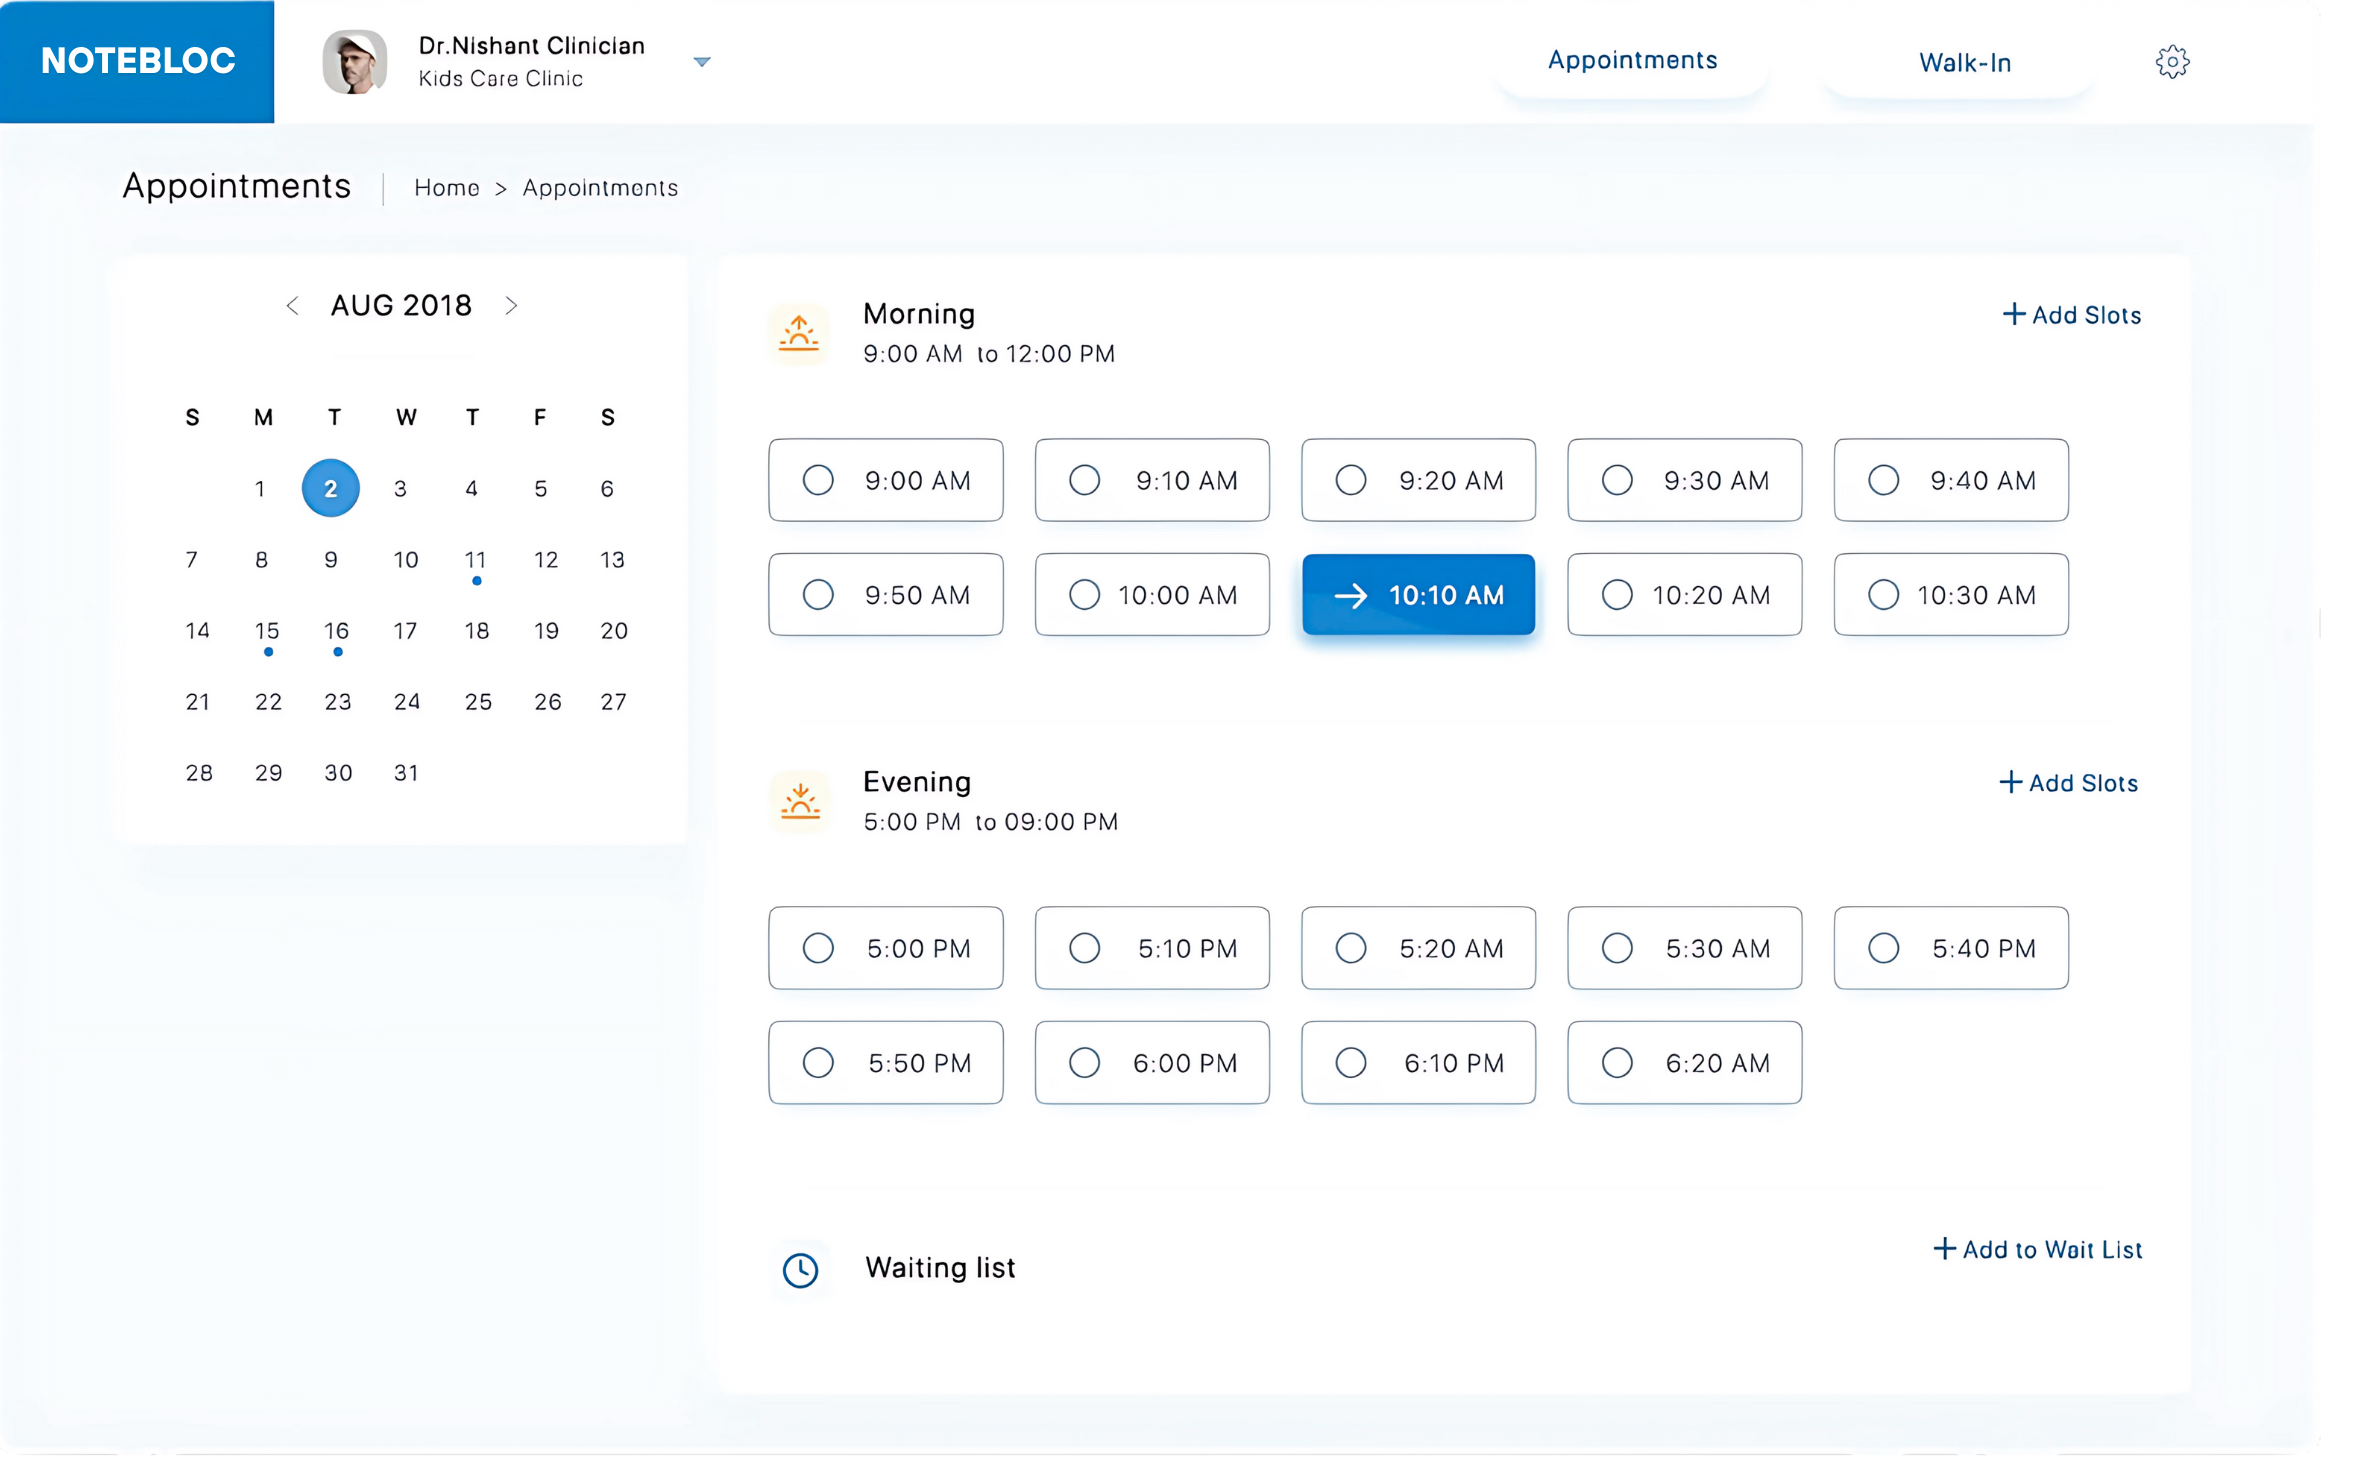 NOTEBLOC
Dr.Nishant Clinician
Kids Care Clinic
Appointments
Walk-In
Appointments
Home > Appointments
< AUG 2018 >
S M T W T F S
1 2 3 4 5 6
7 8 9 10 11 12 13
14 15 16 17 18 19 20
21 22 23 24 25 26 27
28 29 30 31
Morning
9:00 AM to 12:00 PM
+ Add Slots
9:00 AM 9:10 AM 9:20 AM 9:30 AM 9:40 AM
9:50 AM 10:00 AM 10:10 AM 10:20 AM 10:30 AM
Evening
5:00 PM to 09:00 PM
+ Add Slots
5:00 PM 5:10 PM 5:20 AM 5:30 AM 5:40 PM
5:50 PM 6:00 PM 6:10 PM 6:20 AM
Waiting list
+ Add to Wait List